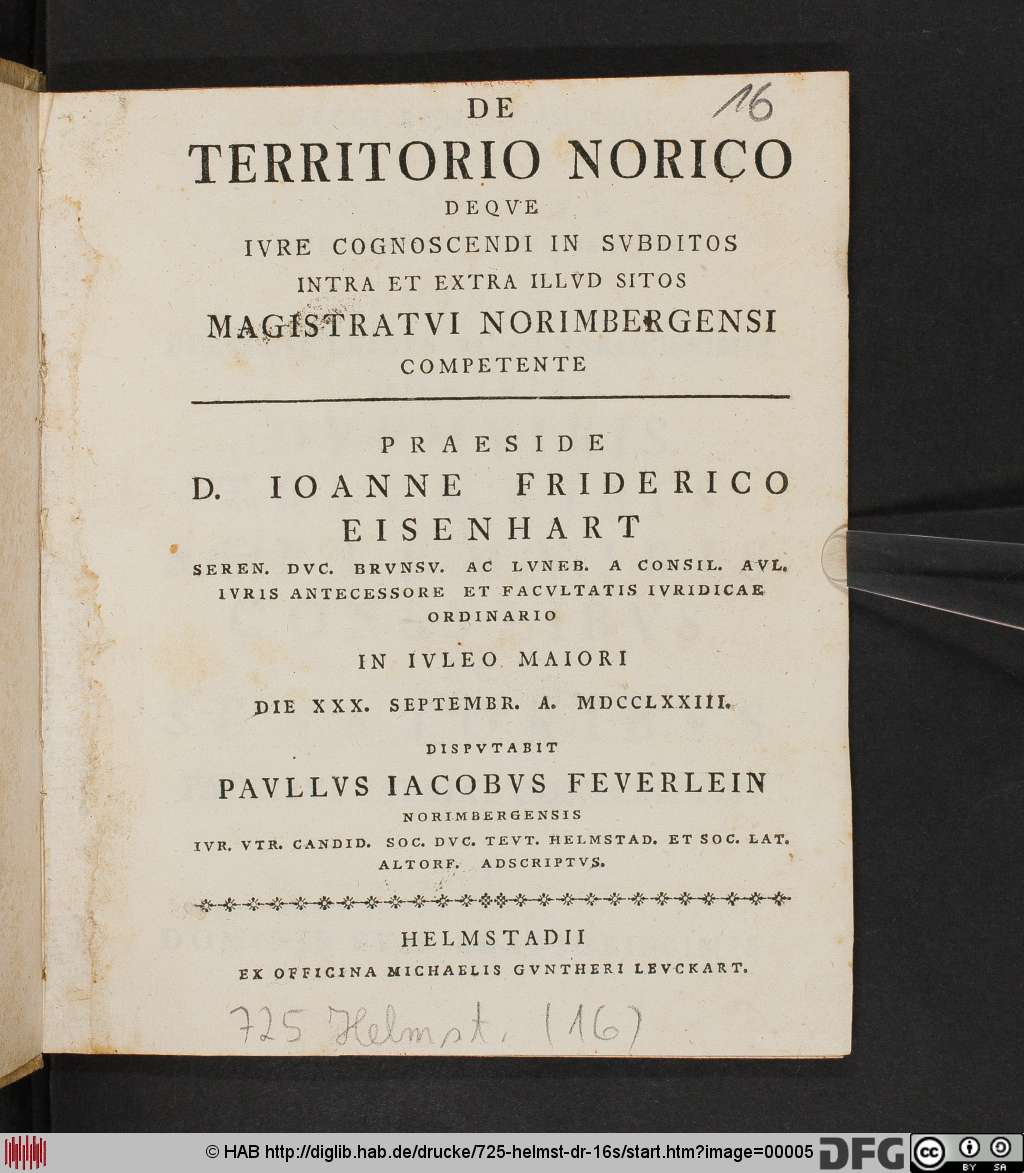 16
DE
TERRITORIO NORICO
DEQVE
IVRE COGNOSCENDI IN SVBDITOS
INTRA ET EXTRA ILLVD SITOS
MAGISTRATVI NORIMBERGENSI
COMPETENTE
PRAESIDE
D. IOANNE FRIDERICO
EISENHART
SEREN. DVC. BRVNSV. AC LVNEB. A CONSIL. AVL.
IVRIS ANTECESSORE ET FACVLTATIS IVRIDICAE
ORDINARIO
IN IVLEO MAIORI
DIE XXX. SEPTEMBR. A. MDCCLXXIII.
DISPVTABIT
PAVLLVS IACOBVS FEVERLEIN
NORIMBERGENSIS
IVR. VTR. CANDID. SOC. DVC. TEVT. HELMSTAD. ET SOC. LAT.
ALTORF. ADSCRIPTVS.
HELMSTADII
EX OFFICINA MICHAELIS GVNTHERI LEVCKART.
725 Helmst. (16)
© HAB http://diglib.hab.de/drucke/725-helmst-dr-16s/start.htm?image=00005
DFG
cc
BY SA